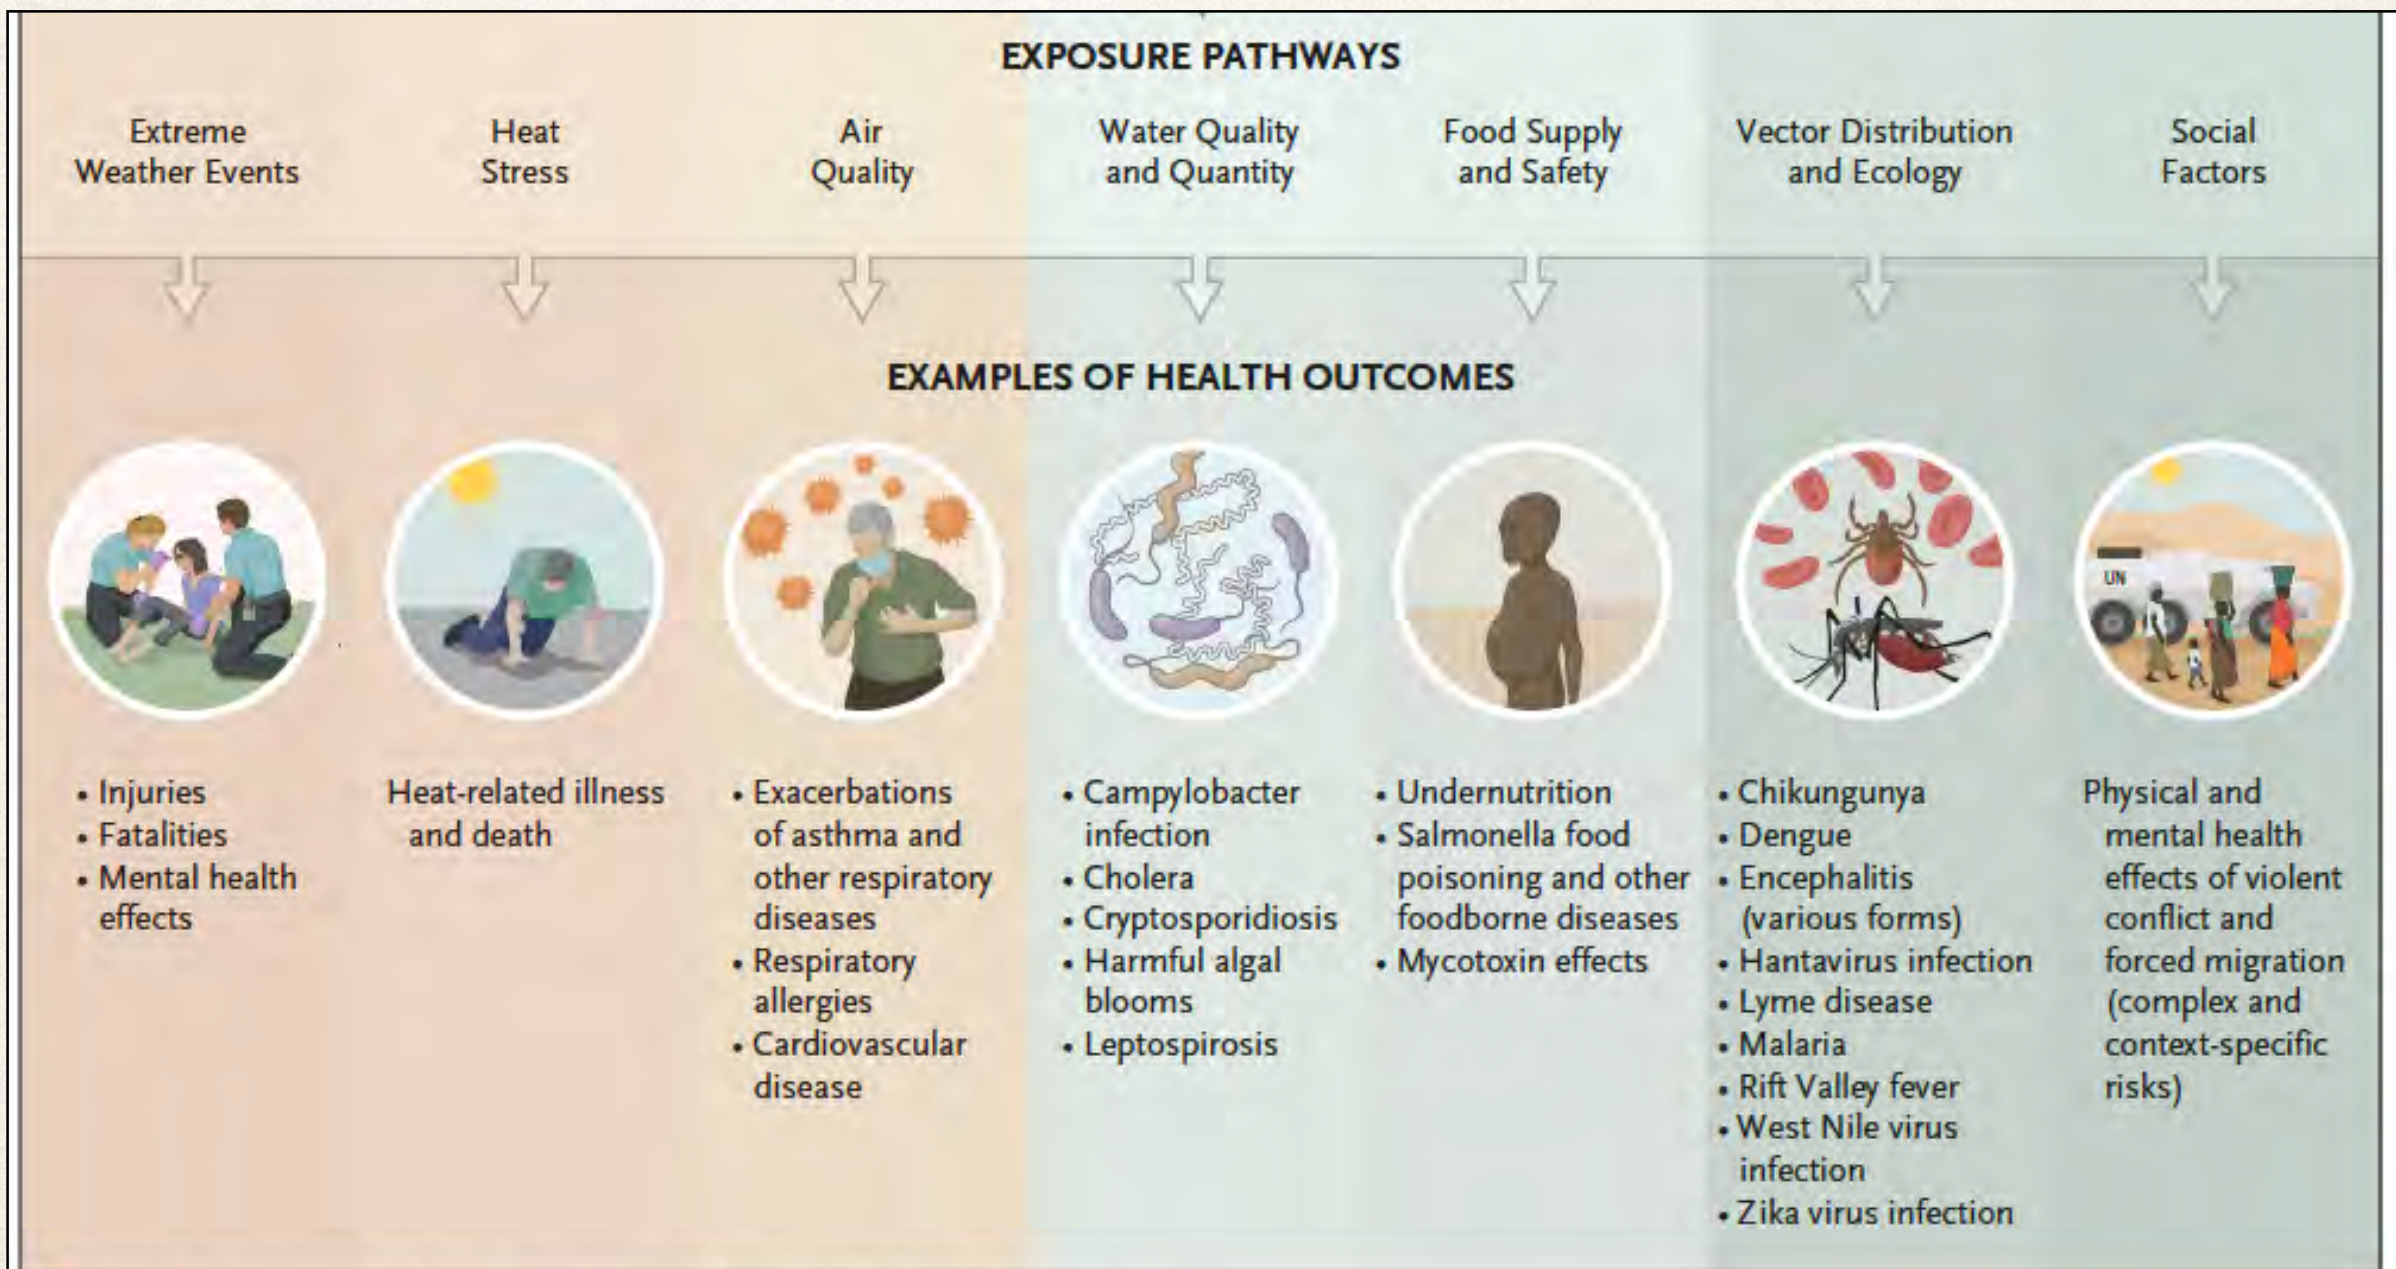 EXPOSURE PATHWAYS
Extreme
Weather Events
Heat
Stress
Air
Quality
Water Quality
and Quantity
Food Supply
and Safety
Vector Distribution
and Ecology
Social
Factors
EXAMPLES OF HEALTH OUTCOMES
UN
• Injuries
• Fatalities
• Mental health
effects
Heat-related illness
and death
• Exacerbations
of asthma and
other respiratory
diseases
• Respiratory
allergies
• Cardiovascular
disease
• Campylobacter
infection
• Cholera
• Cryptosporidiosis
• Harmful algal
blooms
• Leptospirosis
• Undernutrition
• Salmonella food
poisoning and other
foodborne diseases
• Mycotoxin effects
• Chikungunya
• Dengue
• Encephalitis
(various forms)
• Hantavirus infection
• Lyme disease
• Malaria
• Rift Valley fever
• West Nile virus
infection
• Zika virus infection
Physical and
mental health
effects of violent
conflict and
forced migration
(complex and
context-specific
risks)